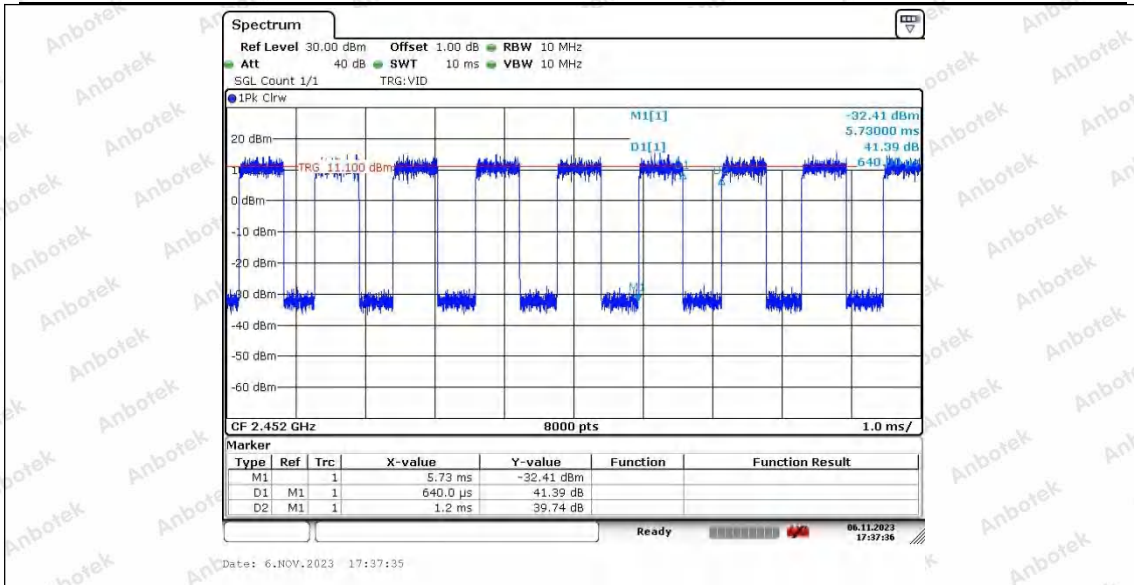 Spectrum
Ref Level 30.00 dBm Offset 1.00 dB RBW 10 MHz
Att 40 dB SWT 10 ms VBW 10 MHz
SGL Count 1/1 TRG:VID
1Pk Clrw
M1[1] -32.41 dBm
5.73000 ms
20 dBm
D1[1] 41.39 dB
TRG 11.100 dBm
0 dBm
-10 dBm
-20 dBm
-40 dBm
-50 dBm
-60 dBm
CF 2.452 GHz 8000 pts 1.0 ms/
Marker
Type Ref Trc X-value Y-value Function Function Result
M1 1 5.73 ms -32.41 dBm
D1 M1 1 640.0 µs 41.39 dB
D2 M1 1 1.2 ms 39.74 dB
Ready 06.11.2023
17:37:36
Date: 6.NOV.2023 17:37:35
Anbotek